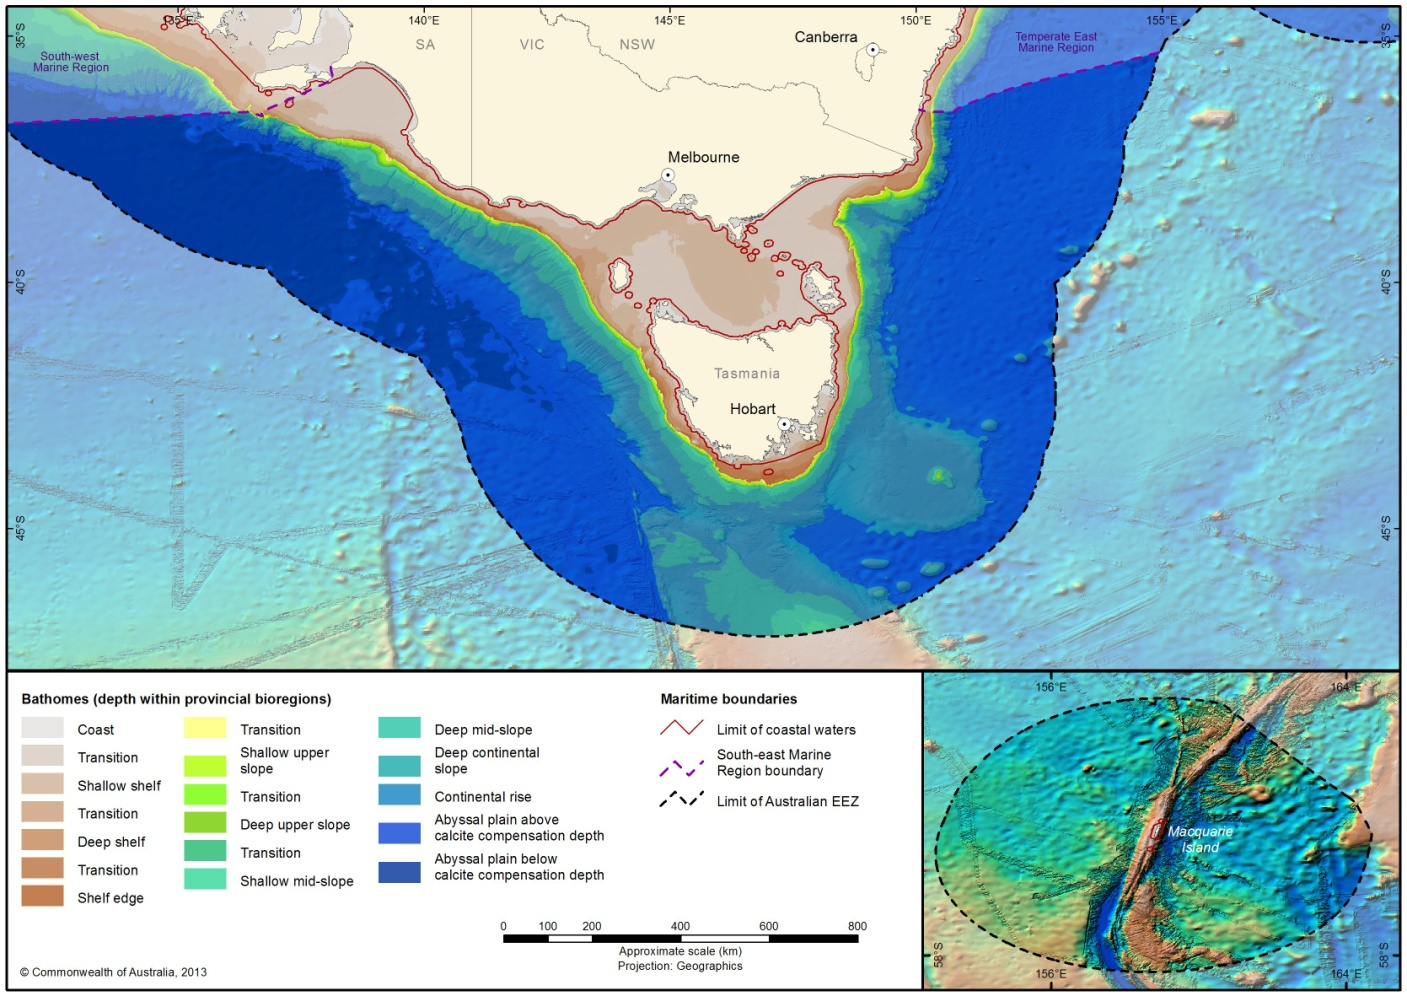 135°E
140°E
145°E
150°E
155°E
35°S
35°S
SA
VIC
NSW
Canberra
Temperate East
Marine Region
South-west
Marine Region
Melbourne
40°S
40°S
Tasmania
Hobart
45°S
45°S
Bathomes (depth within provincial bioregions)
Coast
Transition
Shallow shelf
Transition
Deep shelf
Transition
Shelf edge
Transition
Shallow upper
slope
Transition
Deep upper slope
Transition
Shallow mid-slope
Deep mid-slope
Deep continental
slope
Continental rise
Abyssal plain above
calcite compensation depth
Abyssal plain below
calcite compensation depth
Maritime boundaries
Limit of coastal waters
South-east Marine
Region boundary
Limit of Australian EEZ
0 100 200 400 600 800
Approximate scale (km)
Projection: Geographics
© Commonwealth of Australia, 2013
156°E
164°E
Macquarie
Island
58°S
58°S
156°E
164°E